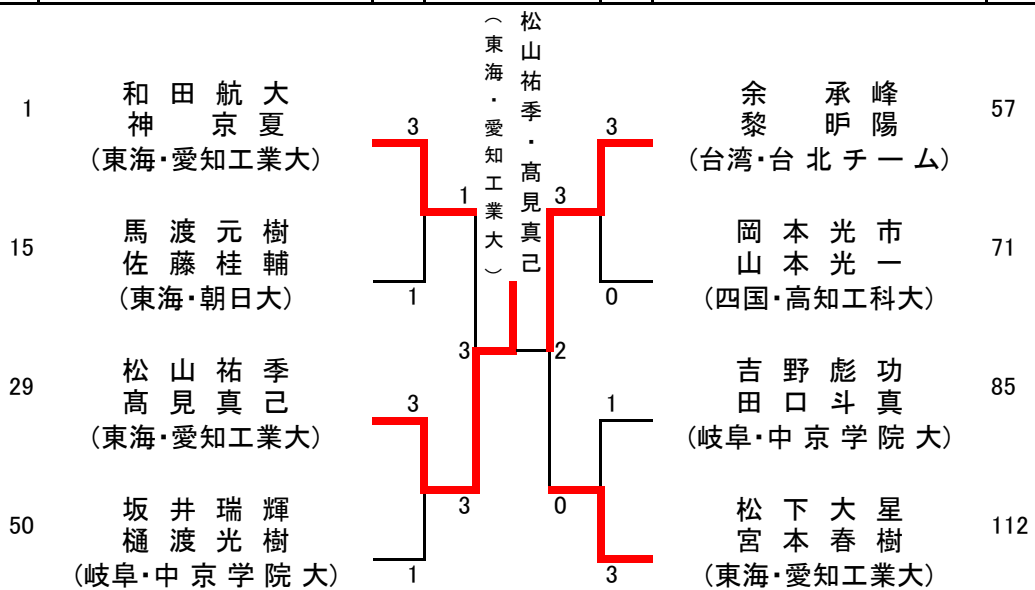 松山祐季・髙見真己
（東海・愛知工業大）
1
和田航大
神 京夏
(東海･愛知工業大)
3
1
15
馬渡元樹
佐藤桂輔
(東海･朝日大)
1
3
29
松山祐季
髙見真己
(東海･愛知工業大)
3
3
50
坂井瑞輝
樋渡光樹
(岐阜･中京学院大)
1
3
余 承峰
黎 昈陽
(台湾･台北チーム)
57
3
岡本光市
山本光一
(四国･高知工科大)
71
0
2
1
吉野彪功
田口斗真
(岐阜･中京学院大)
85
0
松下大星
宮本春樹
(東海･愛知工業大)
112
3